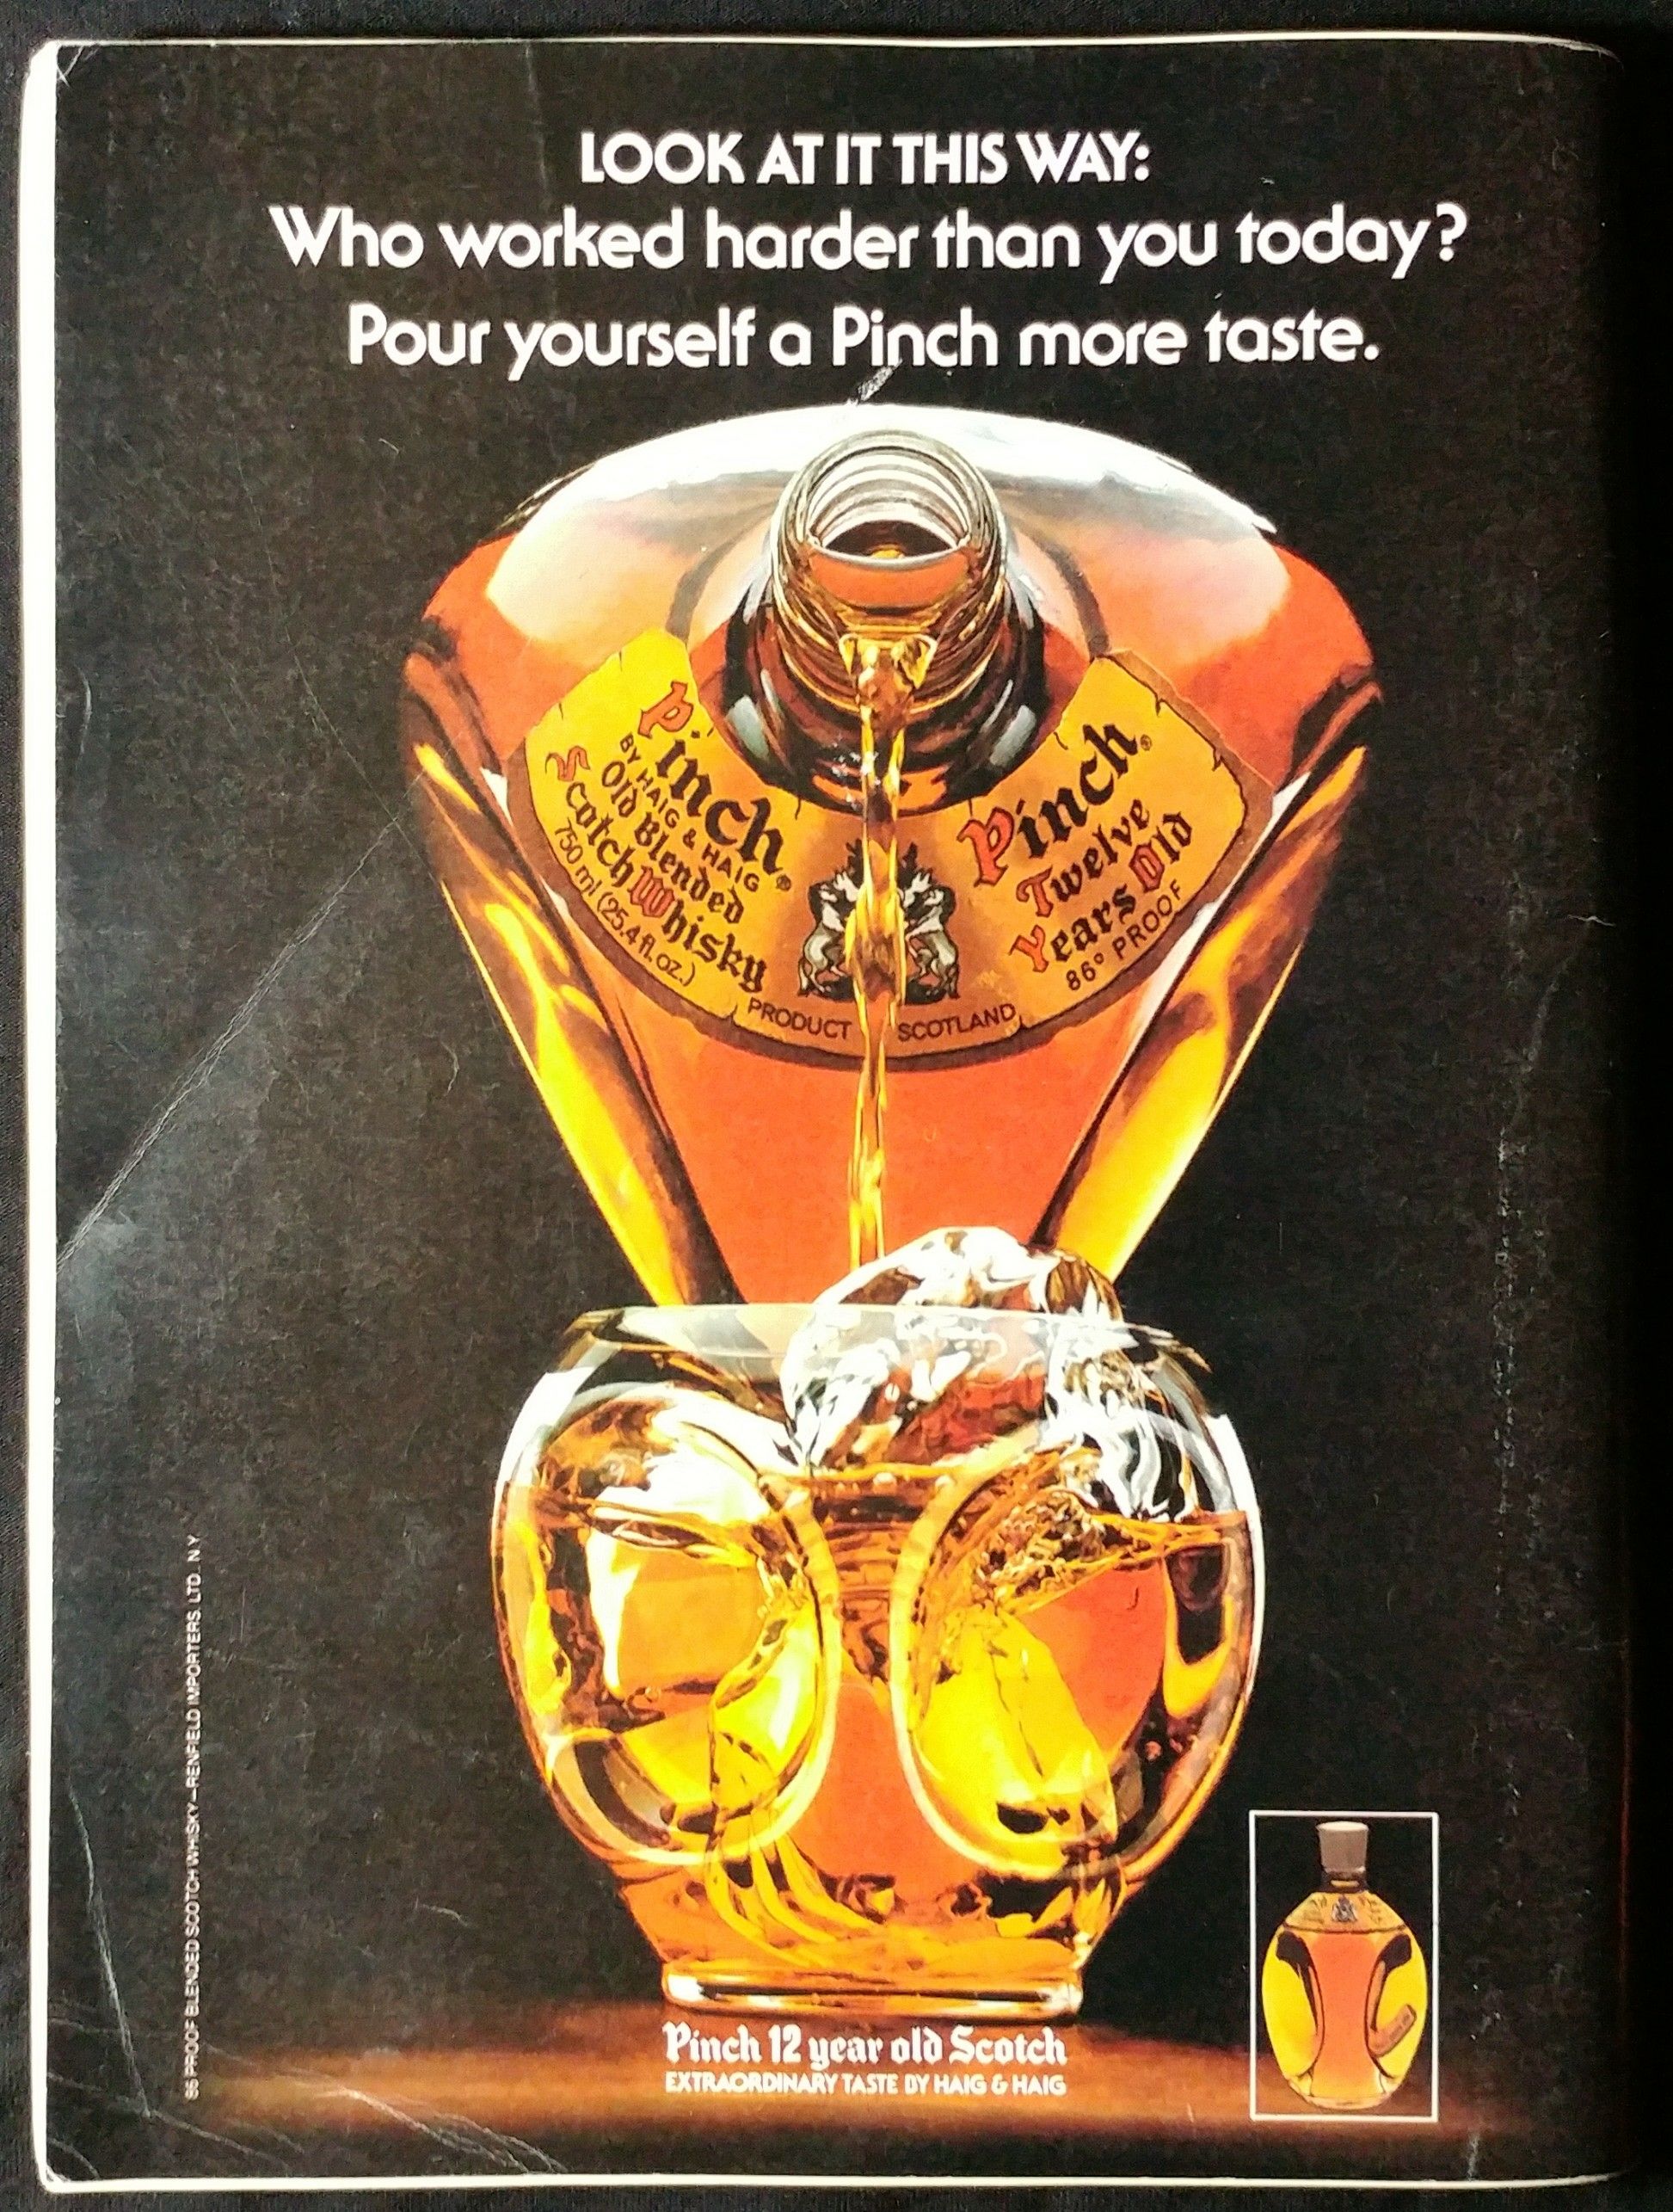 LOOK AT IT THIS WAY:
Who worked harder than you today?
Pour yourself a Pinch more taste.
Pinch®
BY HAIG & HAIG
Old Blended
Scotch Whisky
750 ml (25.4 fl. oz.)
Pinch®
Twelve
Years Old
86° PROOF
PRODUCT SCOTLAND
86 PROOF BLENDED SCOTCH WHISKY—RENFIELD IMPORTERS, LTD. N.Y.
Pinch 12 year old Scotch
EXTRAORDINARY TASTE BY HAIG & HAIG